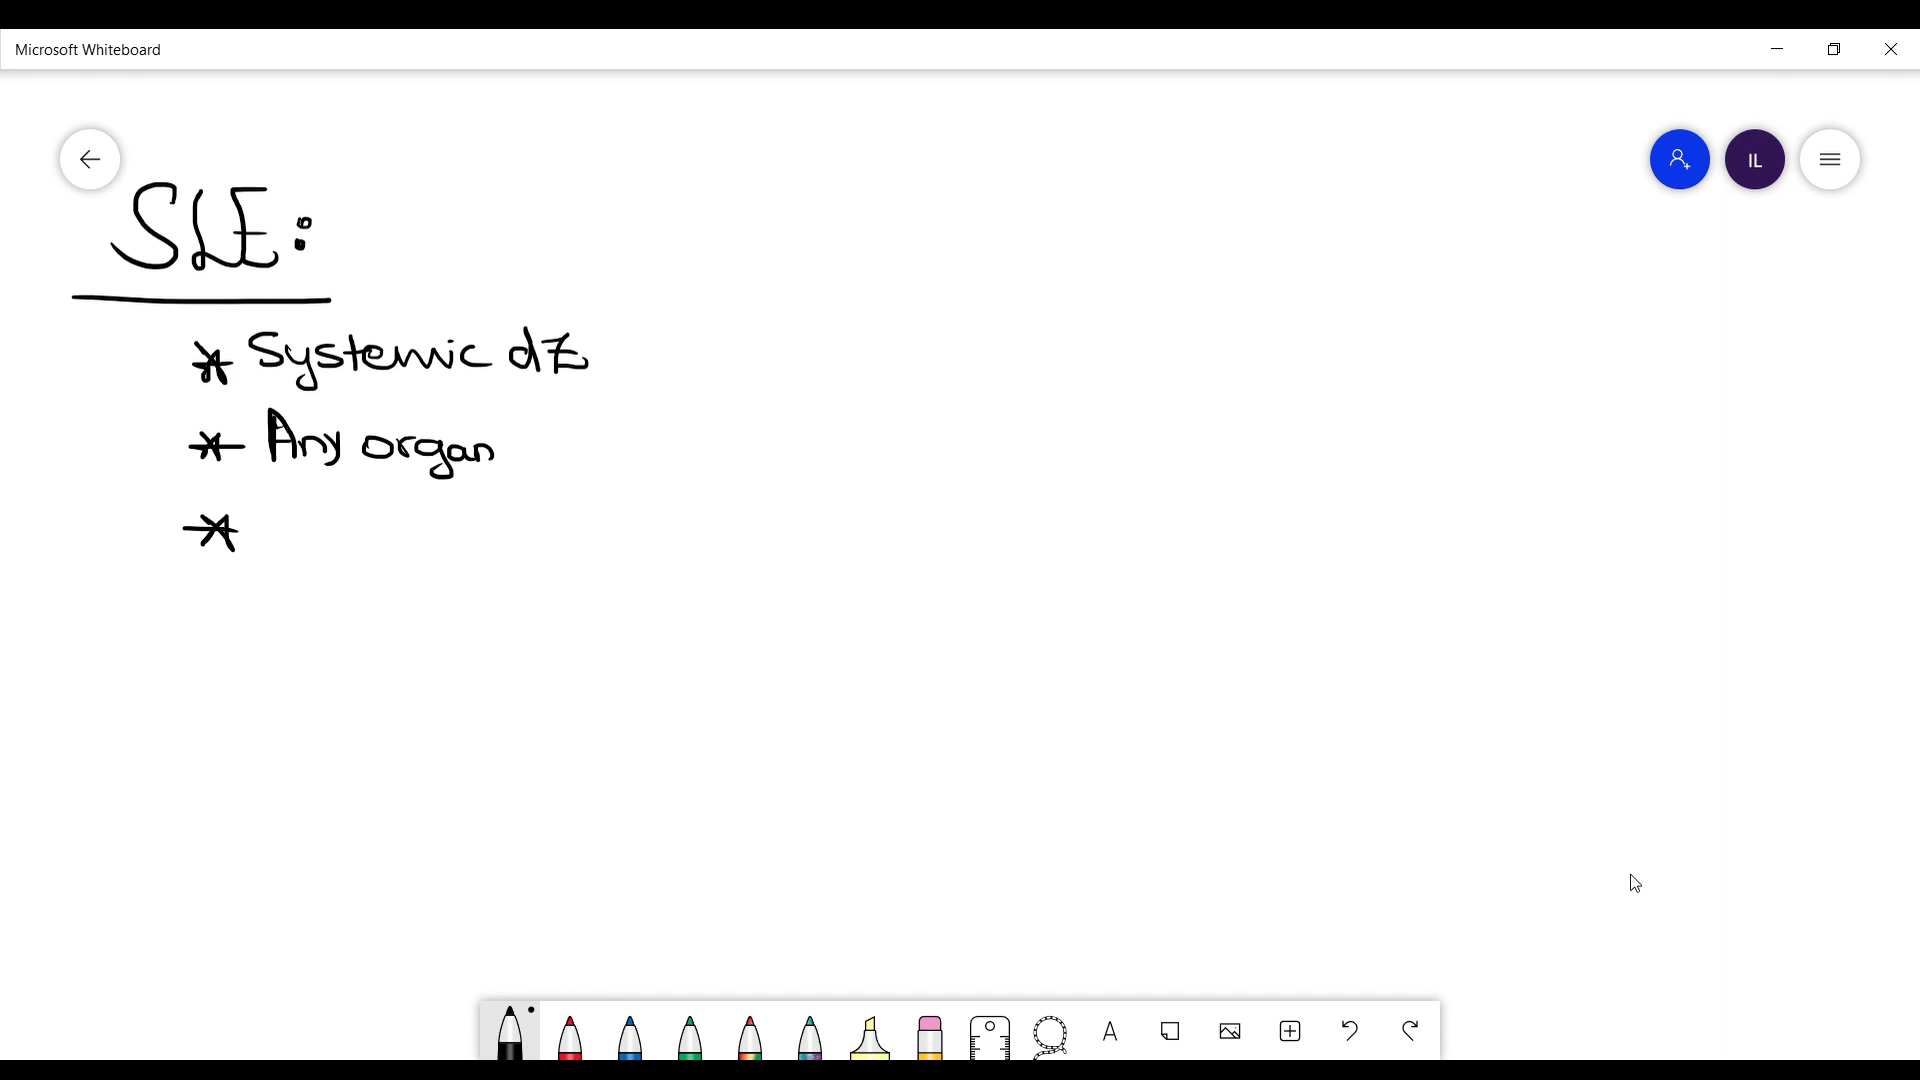 Microsoft Whiteboard
IL
SLE:
* Systemic dz
* Any organ
*
A